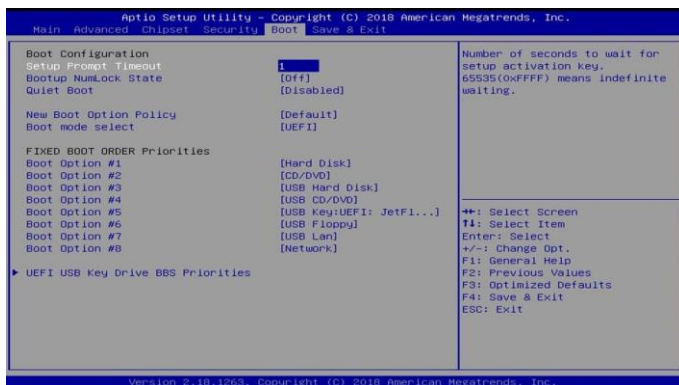 Aptio Setup Utility – Copyright (C) 2018 American Megatrends, Inc.
Main Advanced Chipset Security Boot Save & Exit
Boot Configuration
Setup Prompt Timeout 1
Bootup NumLock State [Off]
Quiet Boot [Disabled]
New Boot Option Policy [Default]
Boot mode select [UEFI]
FIXED BOOT ORDER Priorities
Boot Option #1 [Hard Disk]
Boot Option #2 [CD/DVD]
Boot Option #3 [USB Hard Disk]
Boot Option #4 [USB CD/DVD]
Boot Option #5 [USB Key:UEFI: JetFl...]
Boot Option #6 [USB Floppy]
Boot Option #7 [USB Lan]
Boot Option #8 [Network]
▶ UEFI USB Key Drive BBS Priorities
Number of seconds to wait for
setup activation key.
65535(0xFFFF) means indefinite
waiting.
→←: Select Screen
↑↓: Select Item
Enter: Select
+/-: Change Opt.
F1: General Help
F2: Previous Values
F3: Optimized Defaults
F4: Save & Exit
ESC: Exit
Version 2.18.1263. Copyright (C) 2018 American Megatrends, Inc.